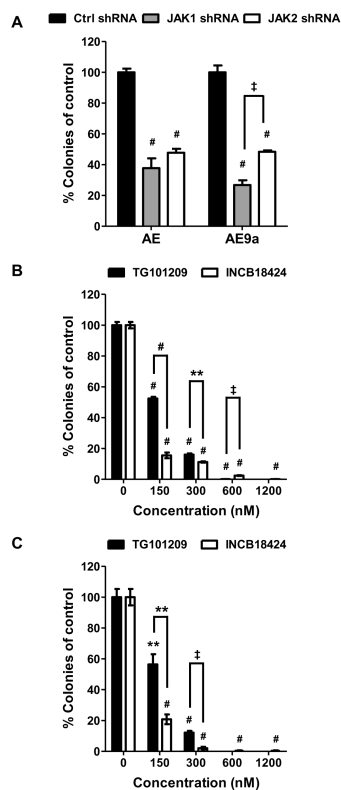 A
Ctrl shRNA JAK1 shRNA JAK2 shRNA
% Colonies of control
120
100
80
60
40
20
0
# # # # ‡
AE AE9a
B
TG101209 INCB18424
% Colonies of control
120
100
80
60
40
20
0
# # # ** # # ‡ # # #
0 150 300 600 1200
Concentration (nM)
C
TG101209 INCB18424
% Colonies of control
120
100
80
60
40
20
0
** ** # ‡ # # # #
0 150 300 600 1200
Concentration (nM)